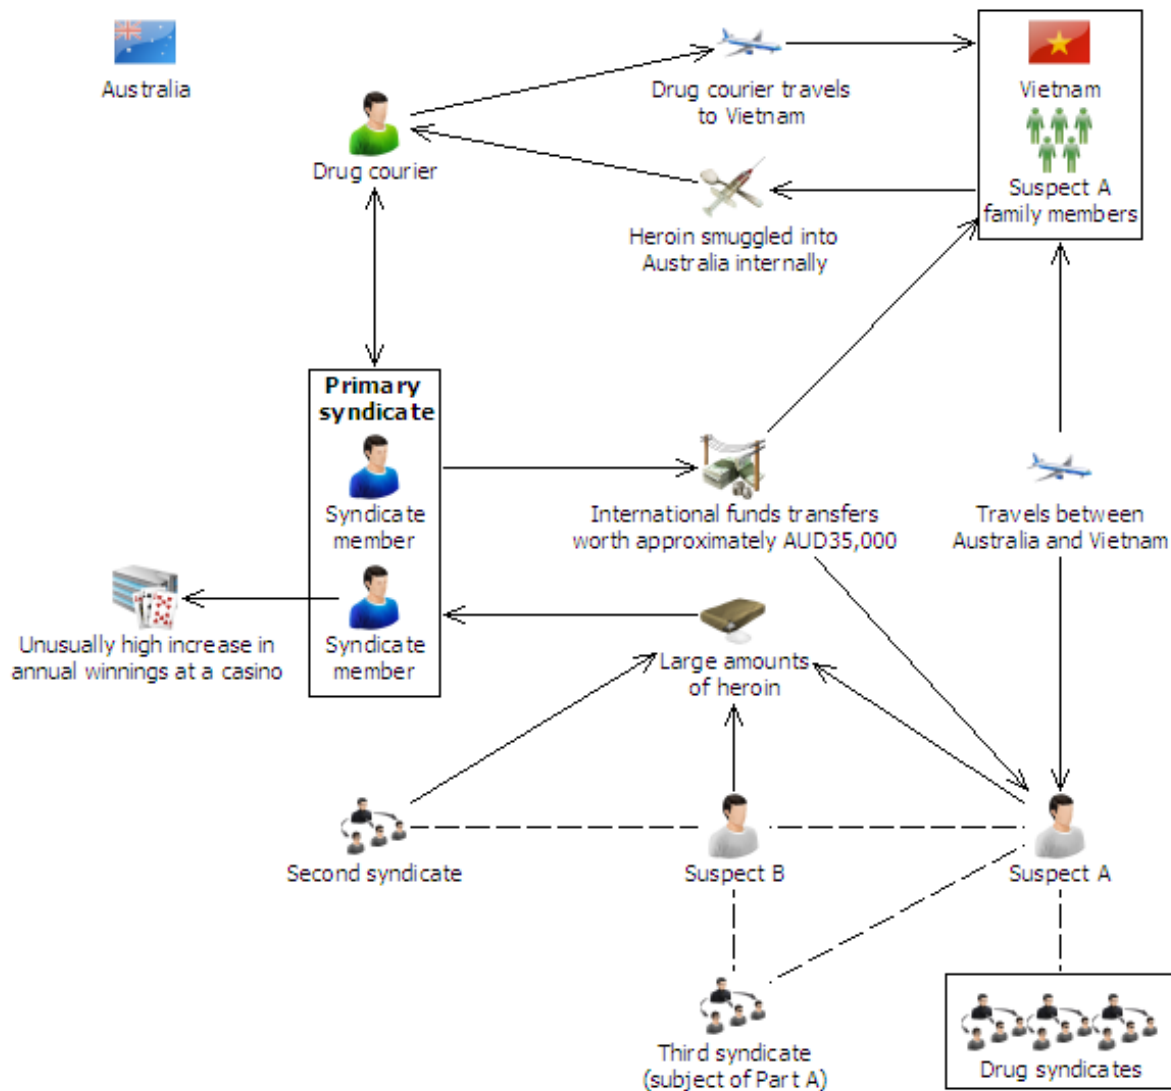 Australia
Drug courier travels
to Vietnam
Vietnam
Drug courier
Suspect A
family members
Heroin smuggled into
Australia internally
Primary
syndicate
Syndicate
member
International funds transfers
worth approximately AUD35,000
Travels between
Australia and Vietnam
Unusually high increase in
annual winnings at a casino
Syndicate
member
Large amounts
of heroin
Second syndicate
Suspect B
Suspect A
Third syndicate
(subject of Part A)
Drug syndicates